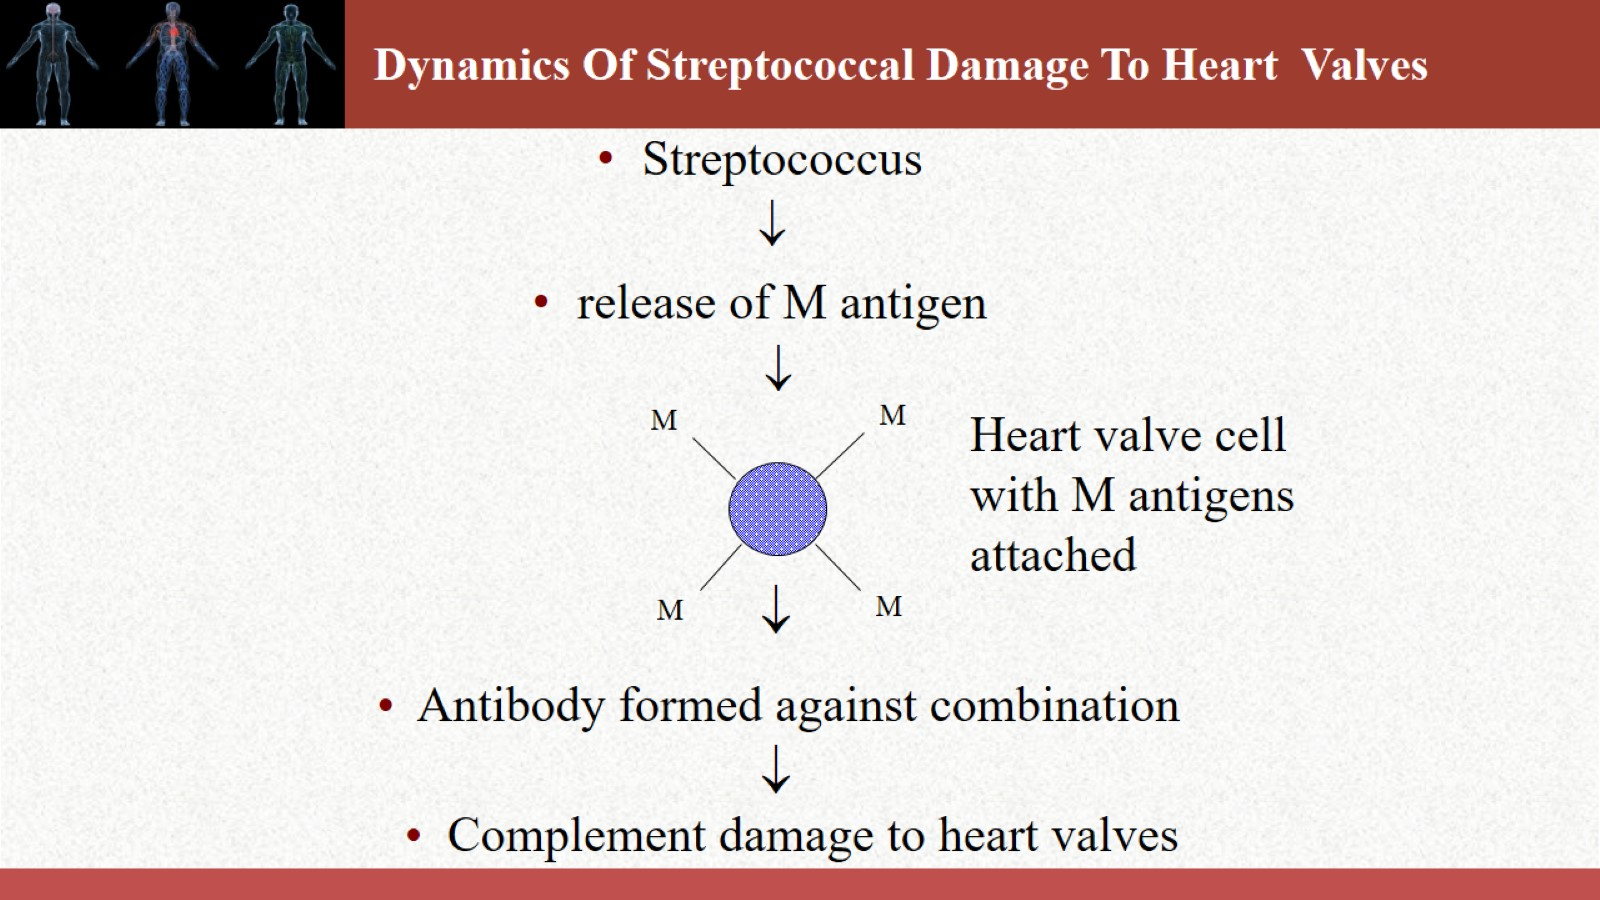 Dynamics Of Streptococcal Damage To Heart Valves
• Streptococcus
↓
• release of M antigen
↓
M M
Heart valve cell
with M antigens
attached
M M
↓
• Antibody formed against combination
↓
• Complement damage to heart valves